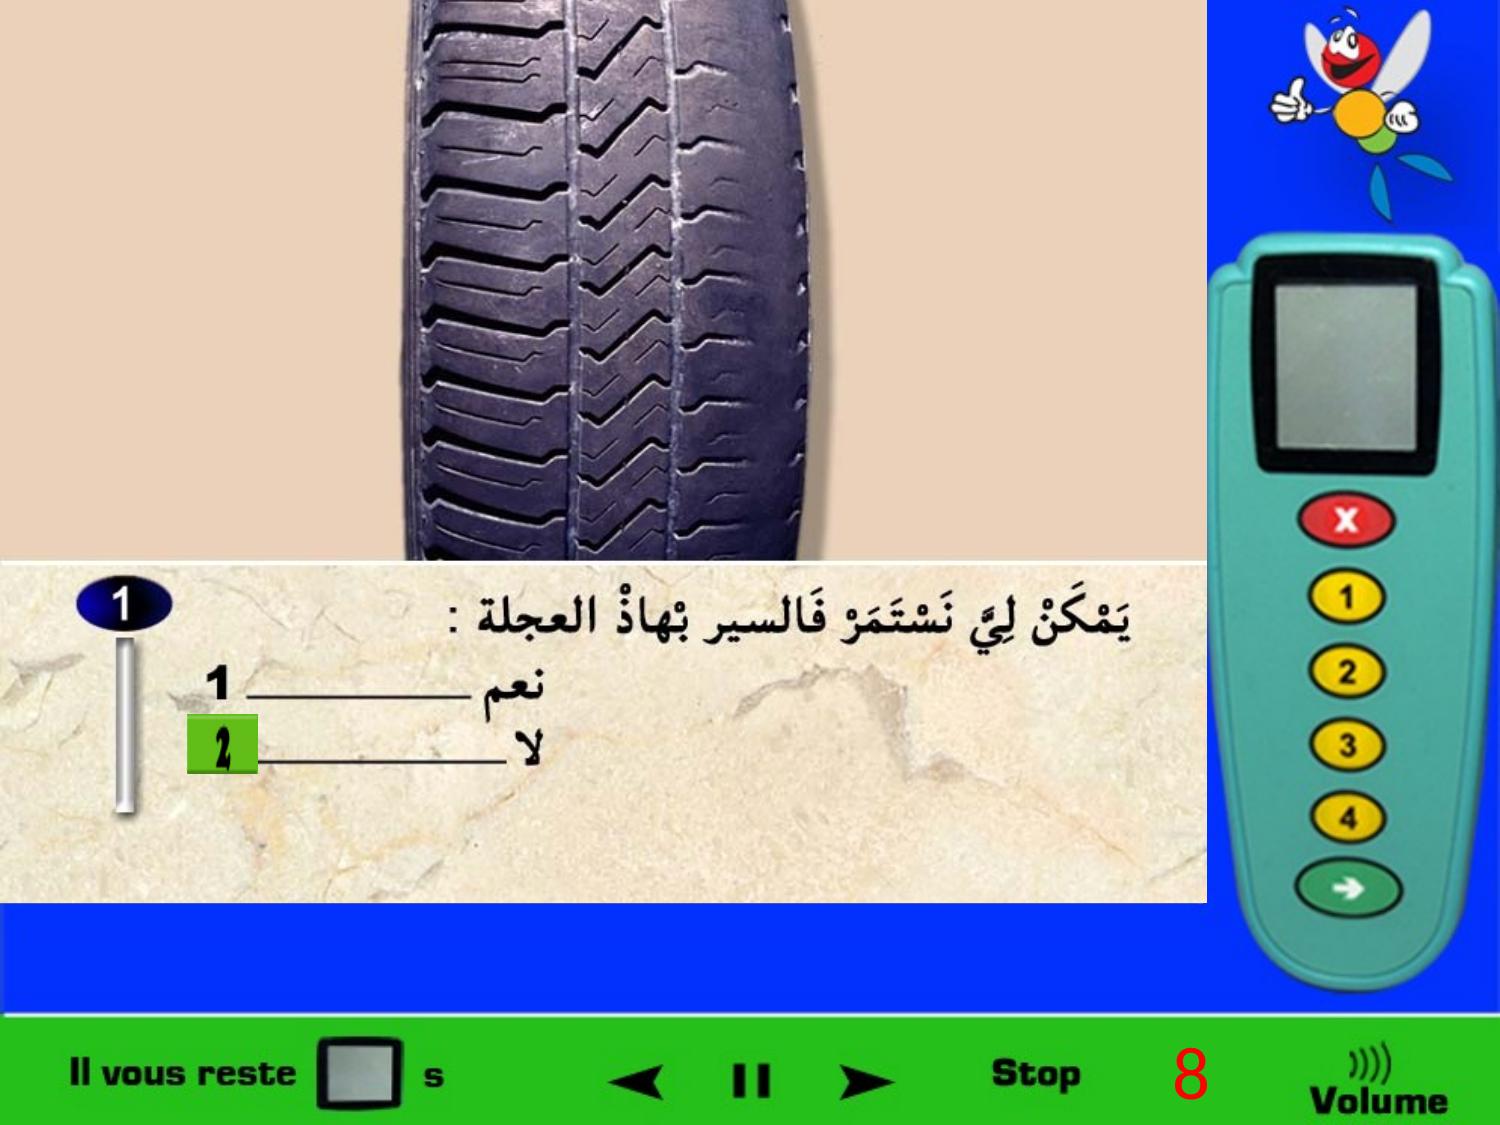 1
يَمْكَنْ لِيَّ نَسْتَمَرْ فَالسير بْهاذْ العجلة :
نعم 1
لا 2
X
1
2
3
4
Il vous reste s
Stop
8
Volume